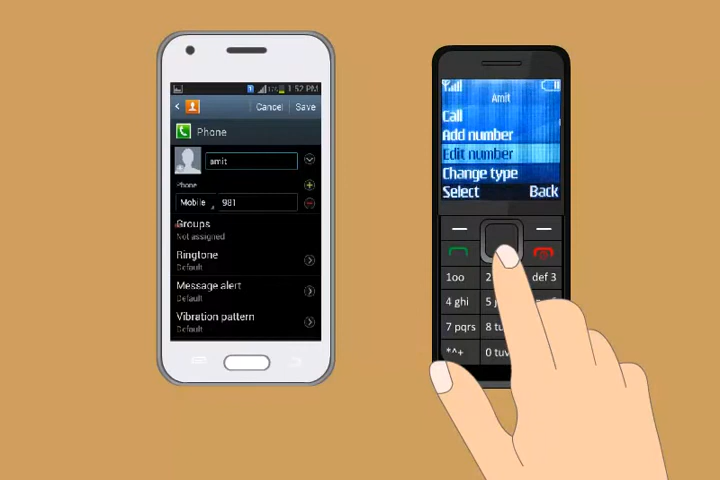 1:52 PM
Cancel Save
Phone
amit
Phone
Mobile 981
Groups
Not assigned
Ringtone
Default
Message alert
Default
Vibration pattern
Default
Amit
Call
Add number
Edit number
Change type
Select Back
1oo 2 def 3
4 ghi 5 j
7 pqrs 8 tu
*^+ 0 tu